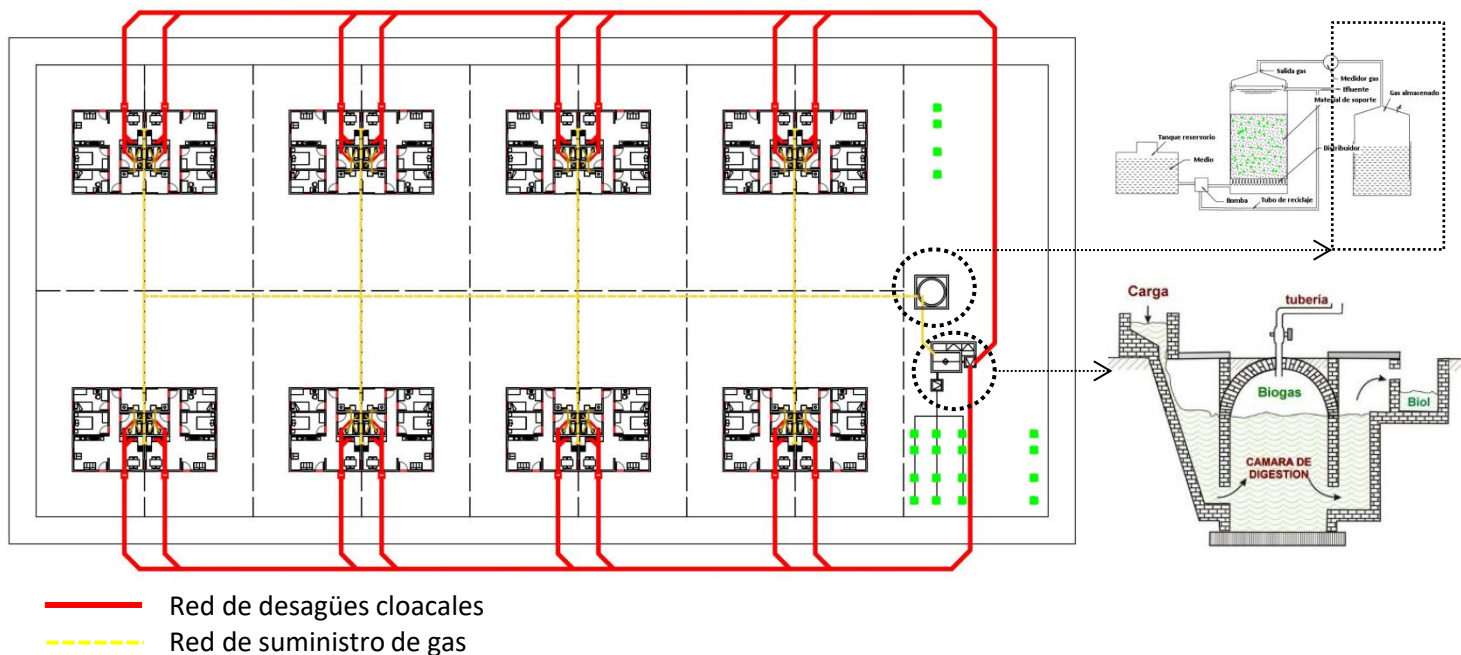 Salida gas
Medidor gas
Efluente
Gas almacenado
Material de soporte
Tanque reservorio
Distribuidor
Medio
Bomba
Tubo de reciclaje
Carga
tubería
Biogas
Biol
CAMARA DE
DIGESTION
Red de desagües cloacales
Red de suministro de gas